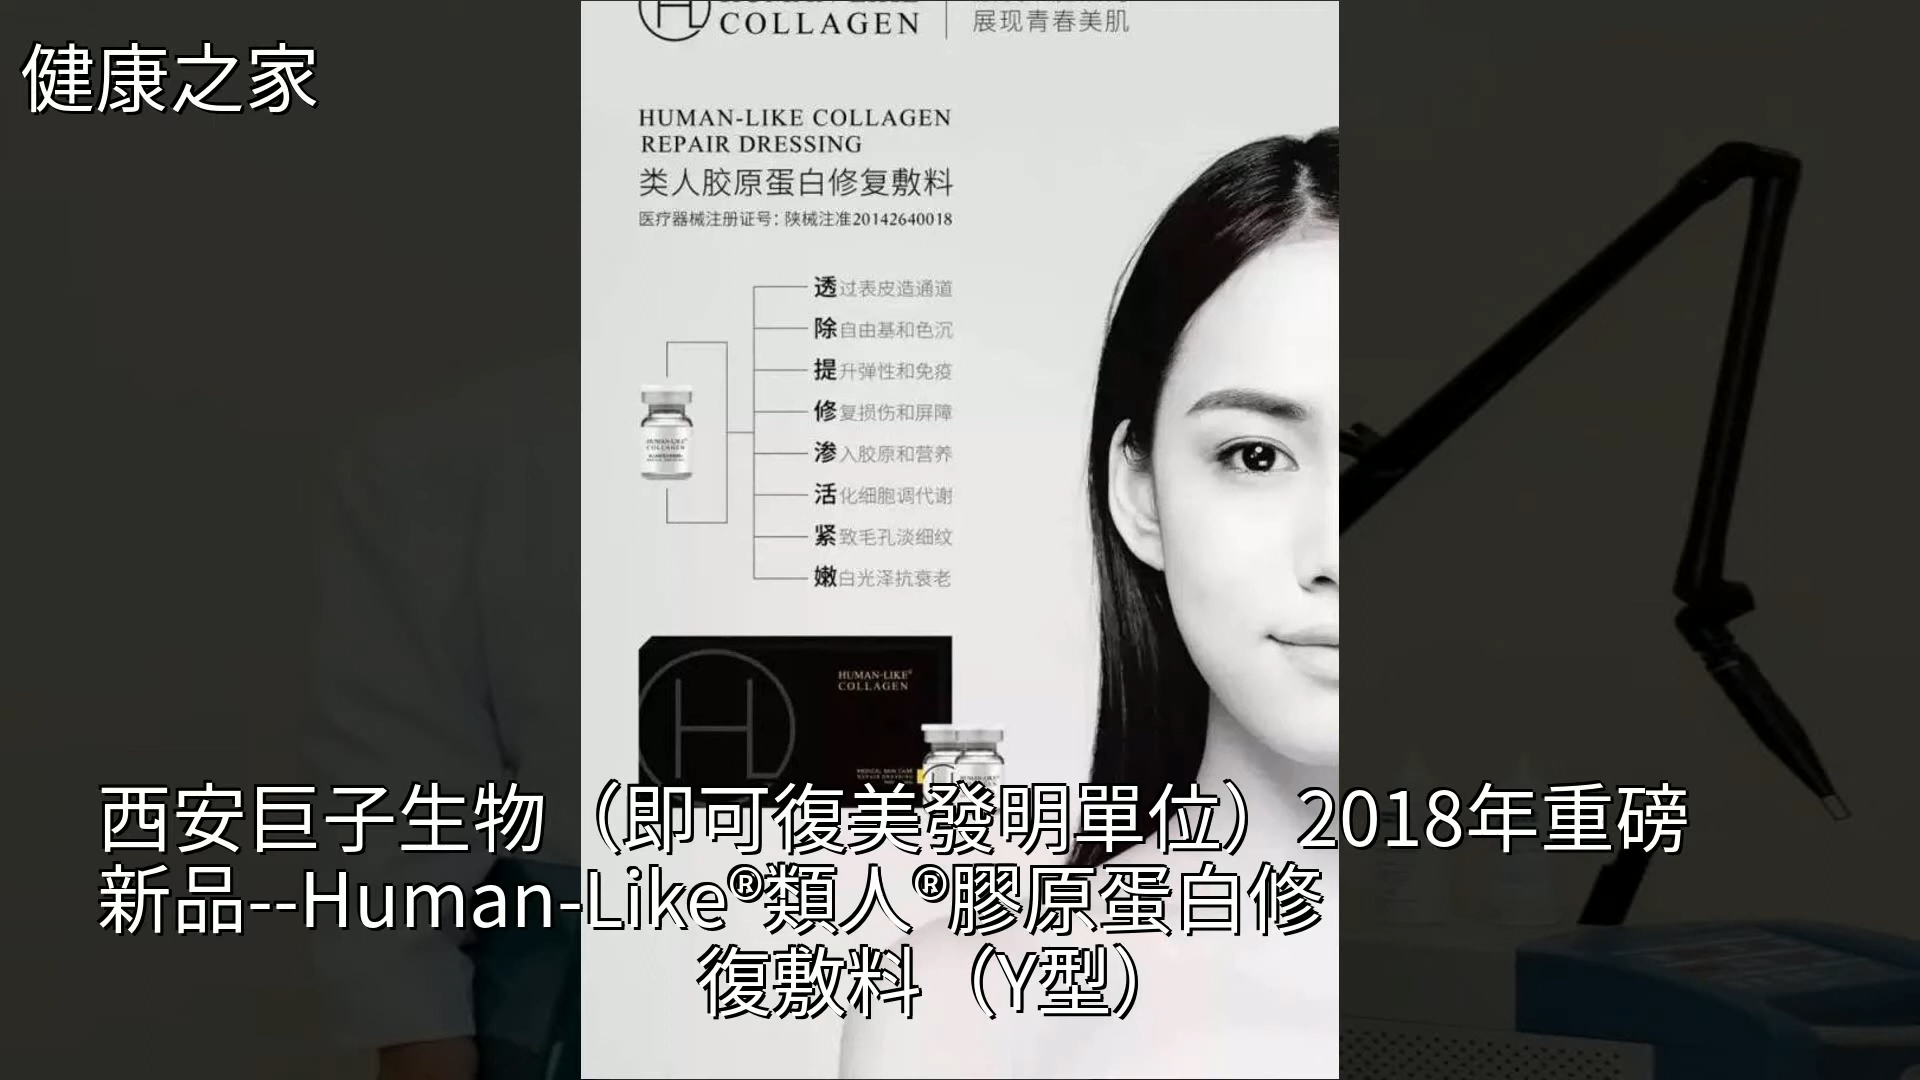 健康之家
COLLAGEN
展现青春美肌
HUMAN-LIKE COLLAGEN
REPAIR DRESSING
类人胶原蛋白修复敷料
医疗器械注册证号：陕械注准20142640018
透过表皮造通道
除自由基和色沉
提升弹性和免疫
修复损伤和屏障
渗入胶原和营养
活化细胞调代谢
紧致毛孔淡细纹
嫩白光泽抗衰老
HUMAN-LIKE
COLLAGEN
HUMAN-LIKE®
COLLAGEN
西安巨子生物（即可復美發明單位）2018年重磅
新品--Human-Like®類人®膠原蛋白修
復敷料（Y型）